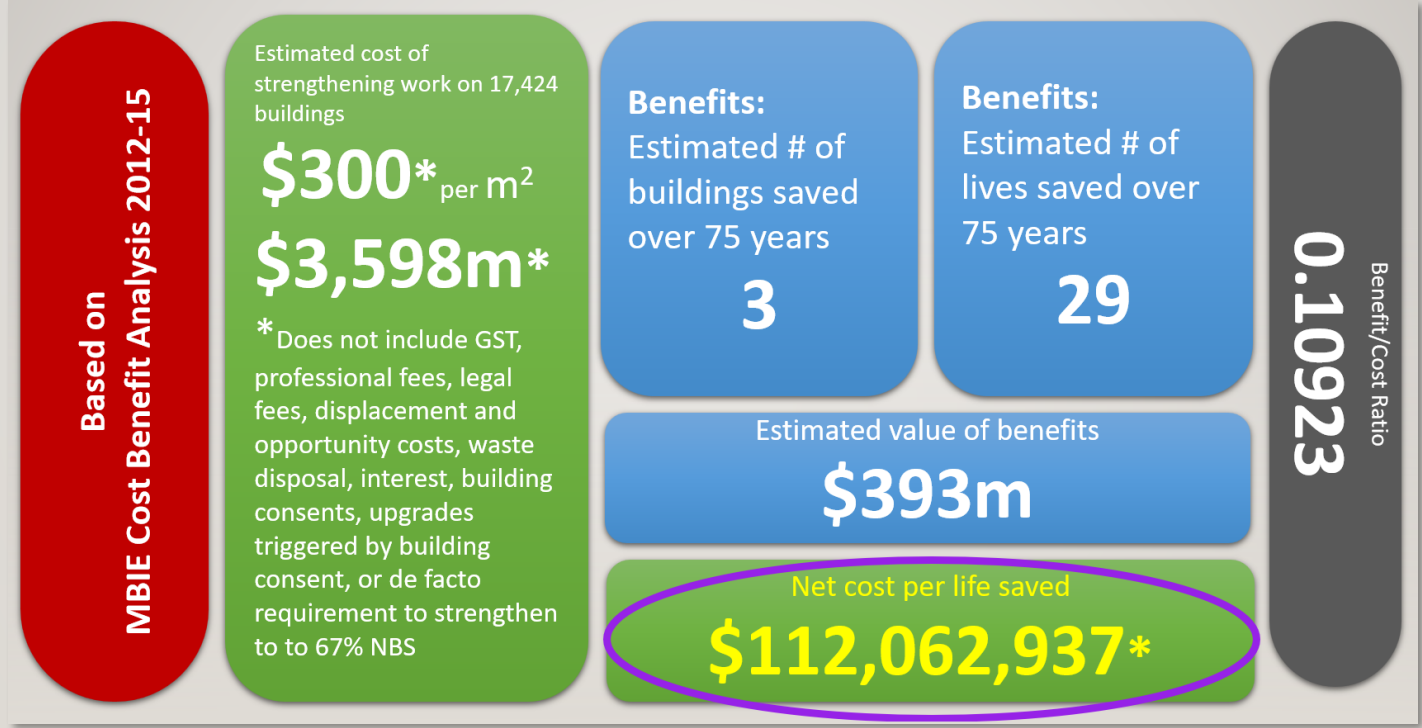 Based on
MBIE Cost Benefit Analysis 2012-15
Estimated cost of
strengthening work on 17,424
buildings
$300* per m²
$3,598m*
*Does not include GST,
professional fees, legal
fees, displacement and
opportunity costs, waste
disposal, interest, building
consents, upgrades
triggered by building
consent, or de facto
requirement to strengthen
to to 67% NBS
Benefits:
Estimated # of
buildings saved
over 75 years
3
Benefits:
Estimated # of
lives saved over
75 years
29
Estimated value of benefits
$393m
Net cost per life saved
$112,062,937*
Benefit/Cost Ratio
0.10923